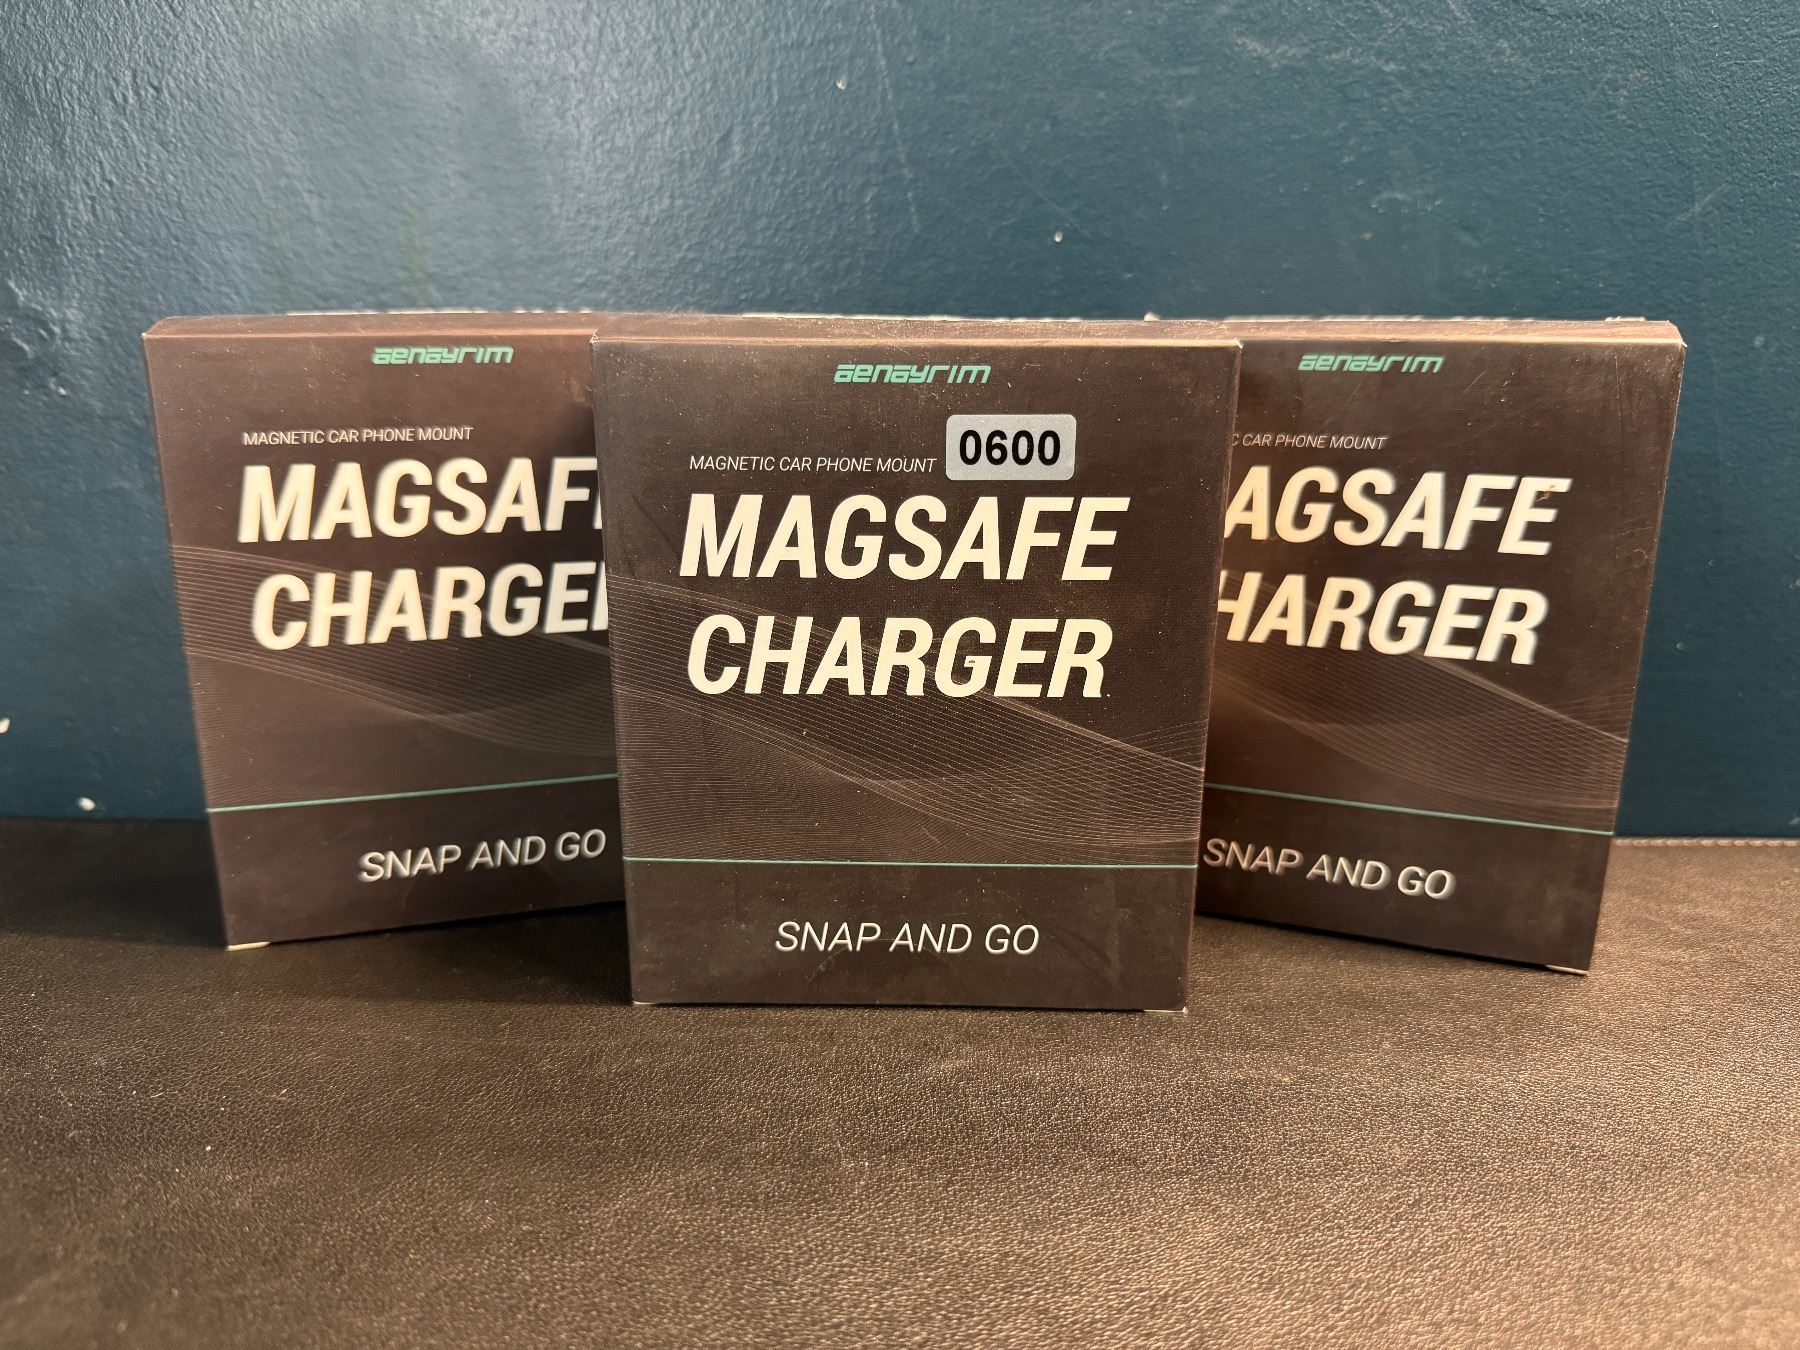 aenayrim
MAGNETIC CAR PHONE MOUNT
MAGSAFE
CHARGER
SNAP AND GO
aenayrim
0600
MAGNETIC CAR PHONE MOUNT
MAGSAFE
CHARGER
SNAP AND GO
aenayrim
CAR PHONE MOUNT
AGSAFE
HARGER
SNAP AND GO